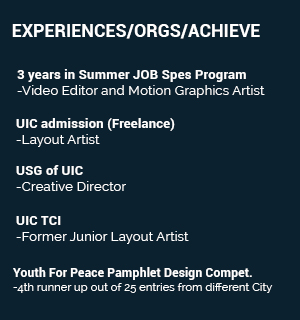 EXPERIENCES/ORGS/ACHIEVE
3 years in Summer JOB Spes Program
-Video Editor and Motion Graphics Artist
UIC admission (Freelance)
-Layout Artist
USG of UIC
-Creative Director
UIC TCI
-Former Junior Layout Artist
Youth For Peace Pamphlet Design Compet.
-4th runner up out of 25 entries from different City